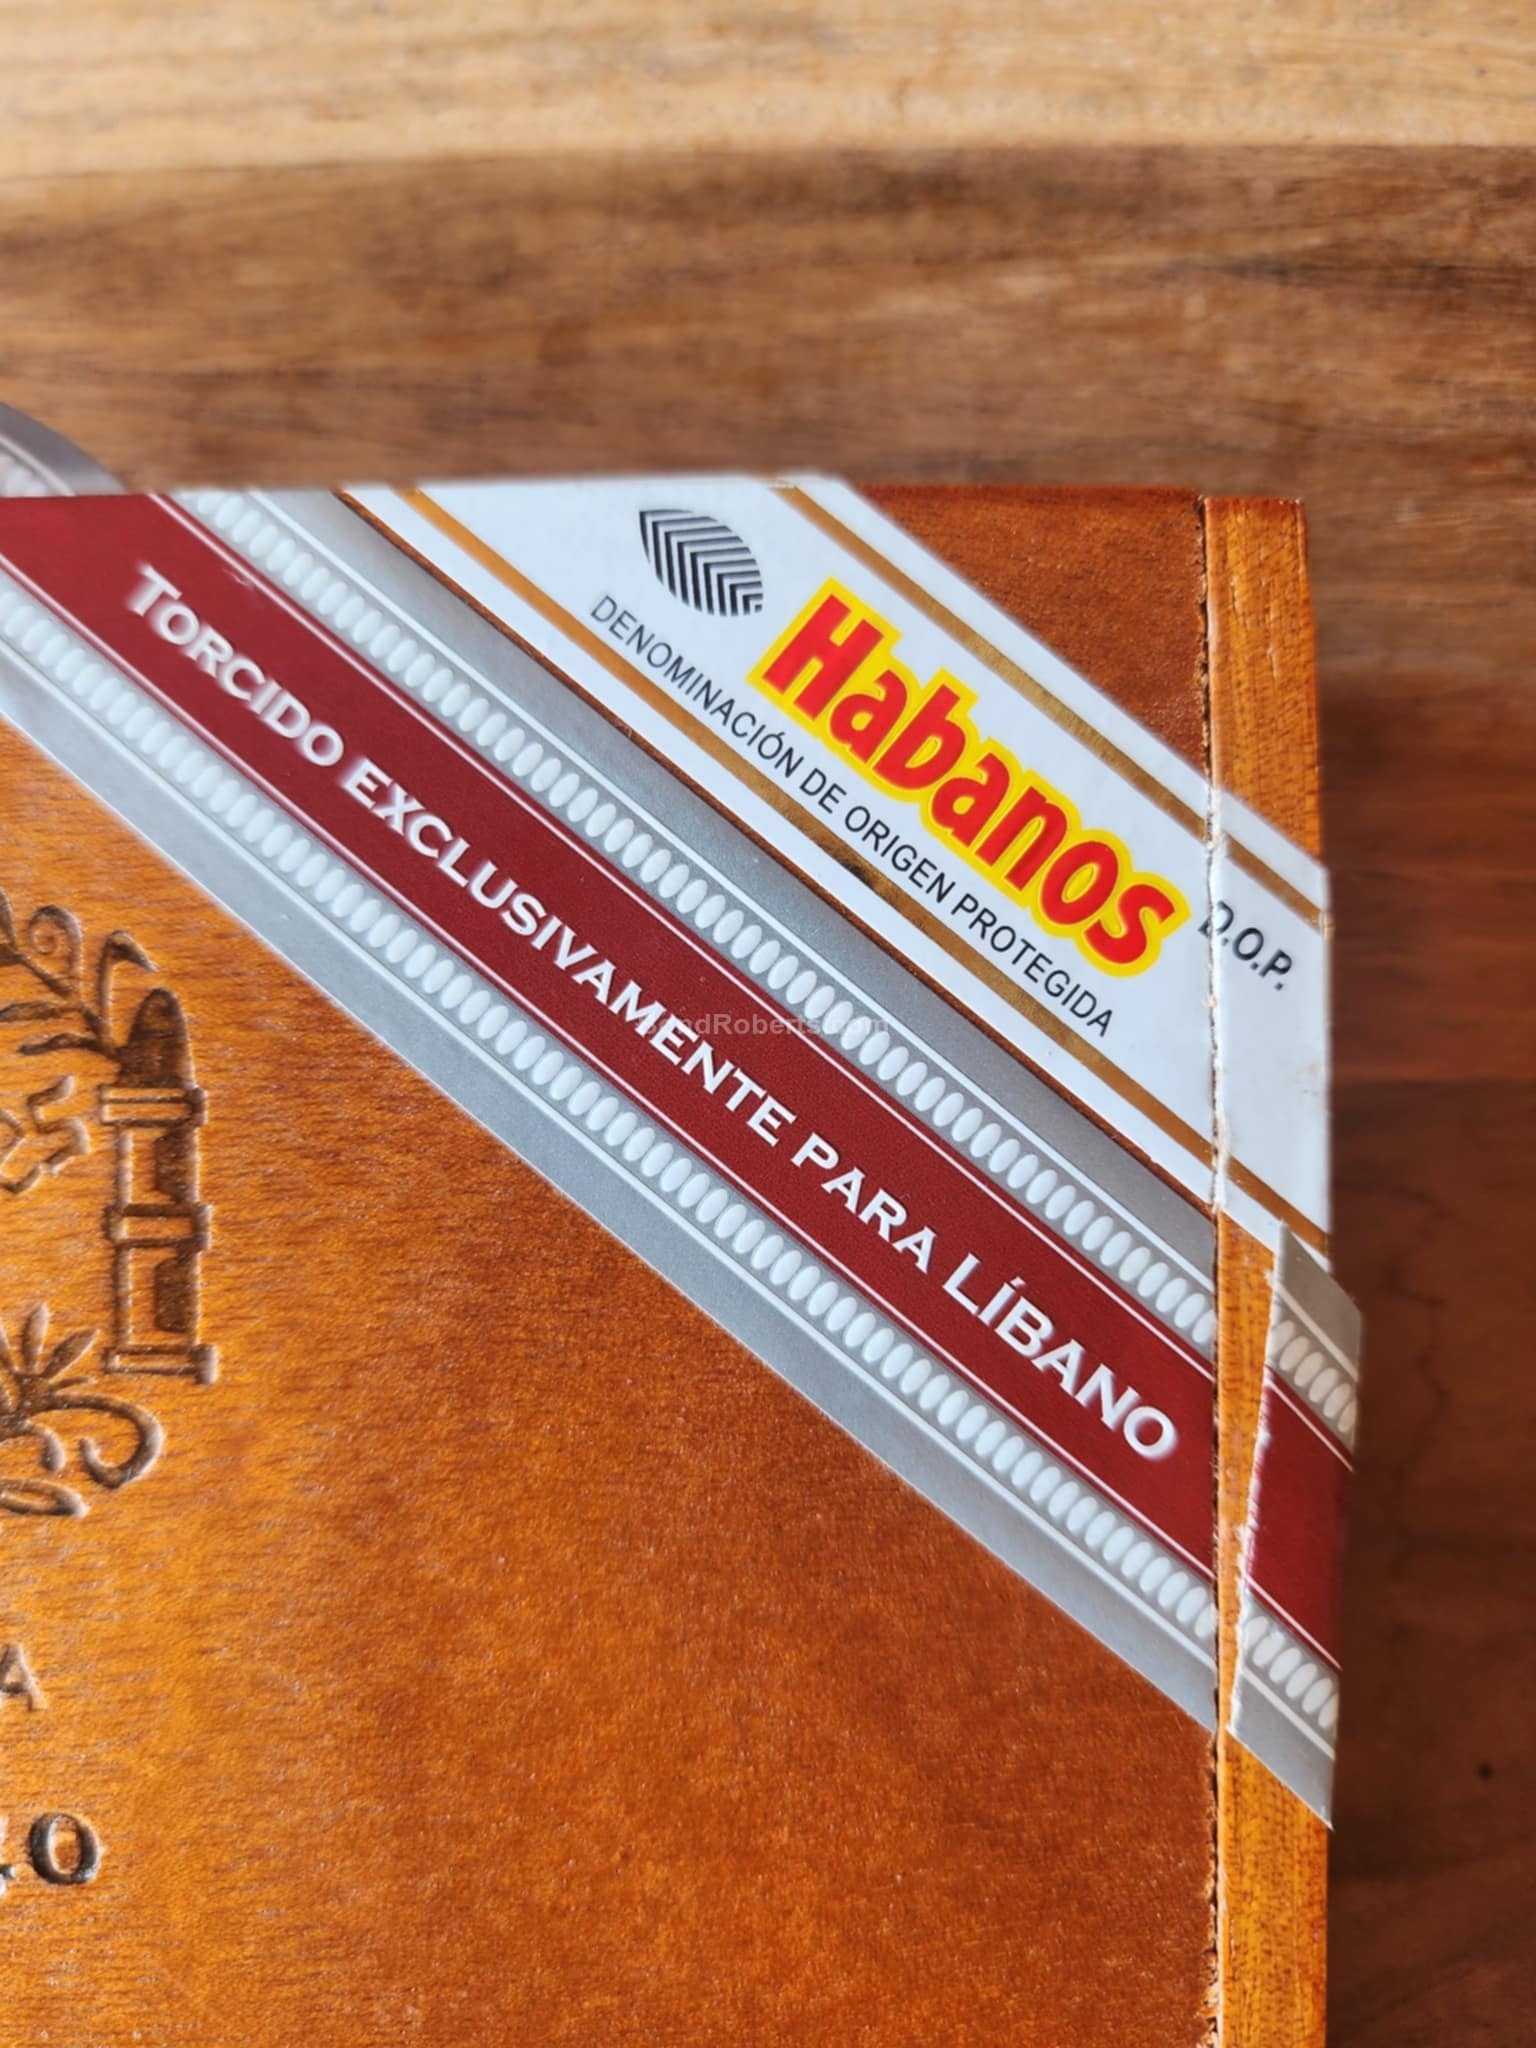 Habanos D.O.P.
DENOMINACIÓN DE ORIGEN PROTEGIDA
TORCIDO EXCLUSIVAMENTE PARA LÍBANO
A
O